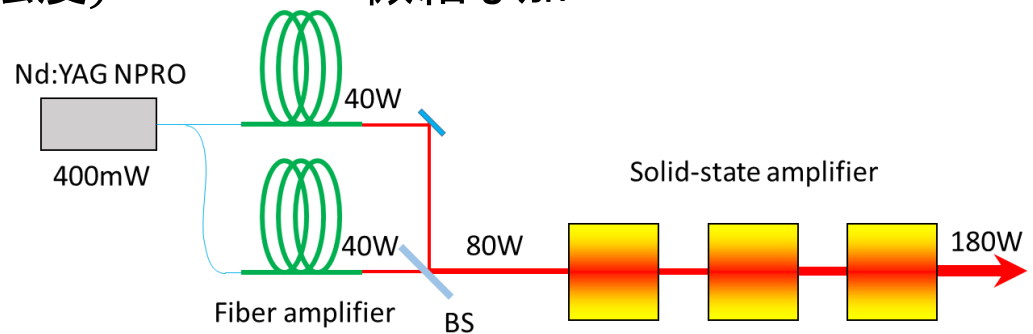 Nd:YAG NPRO
400mW
40W
40W
80W
Fiber amplifier
BS
Solid-state amplifier
180W